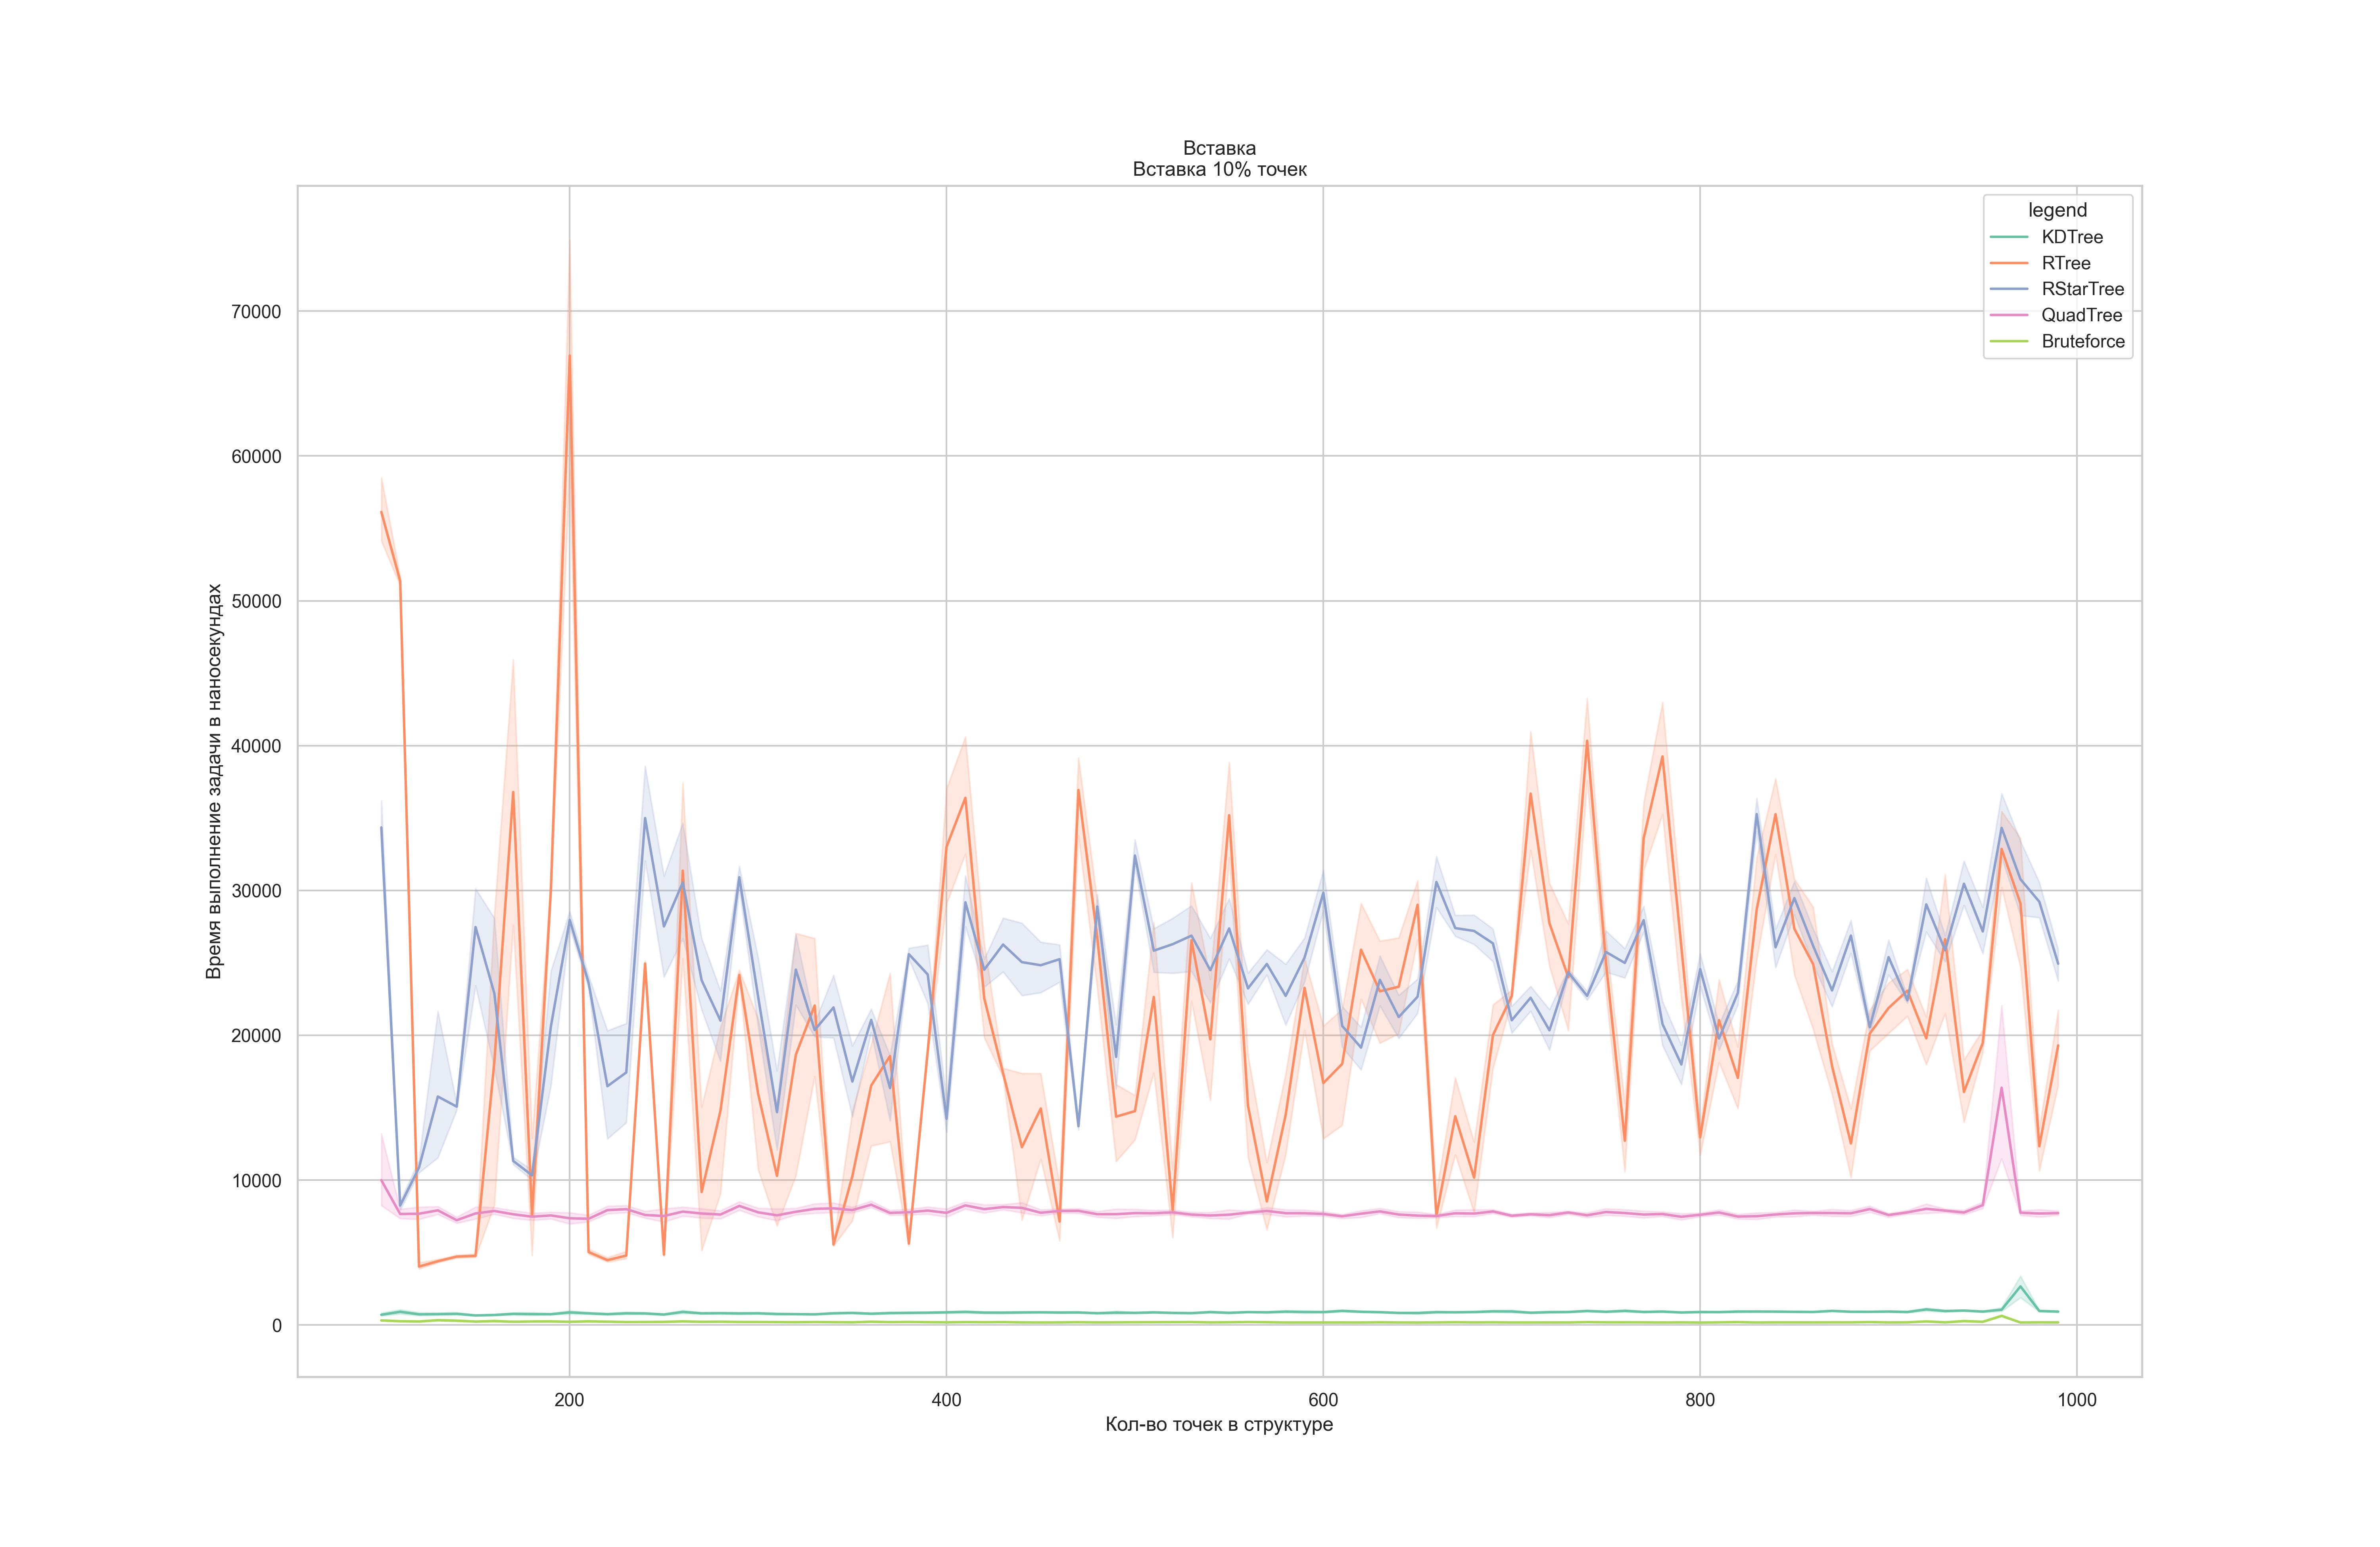 Вставка
Вставка 10% точек
legend
KDTree
RTree
RStarTree
QuadTree
Bruteforce
Время выполнение задачи в наносекундах
70000
60000
50000
40000
30000
20000
10000
0
200
400
600
800
1000
Кол-во точек в структуре